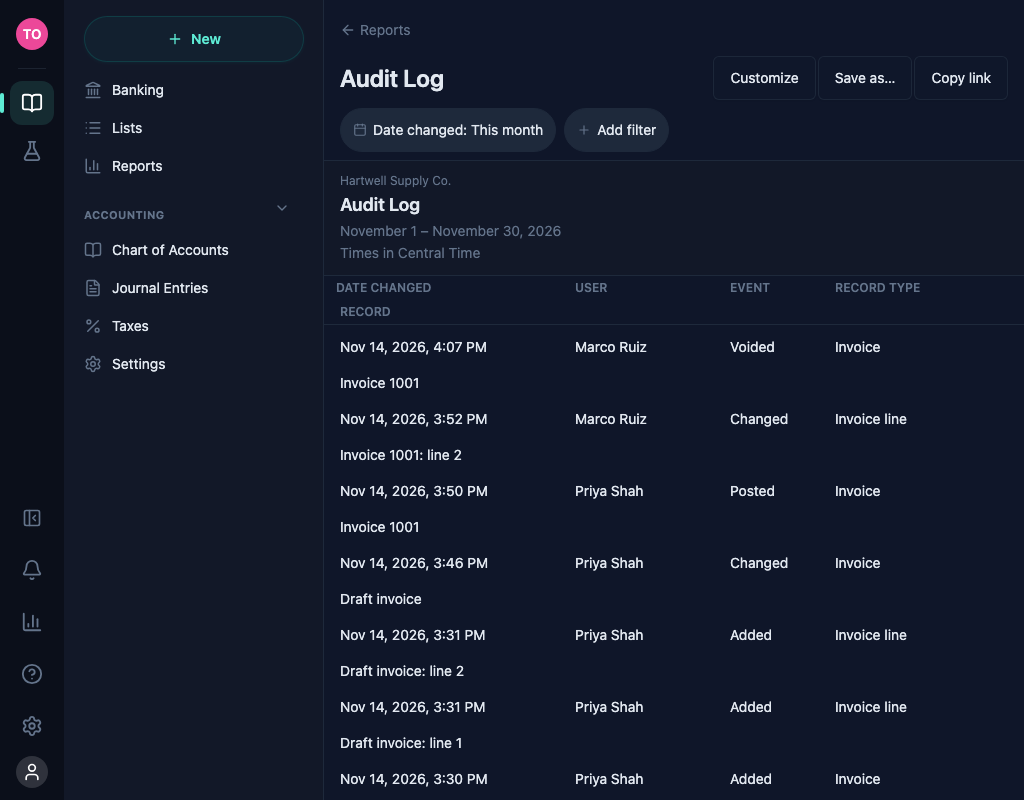 TO
New
Banking
Lists
Reports
ACCOUNTING
Chart of Accounts
Journal Entries
Taxes
Settings
Reports
Audit Log
Customize
Save as...
Copy link
Date changed: This month
Add filter
Hartwell Supply Co.
Audit Log
November 1 – November 30, 2026
Times in Central Time
DATE CHANGED USER EVENT RECORD TYPE
RECORD
Nov 14, 2026, 4:07 PM Marco Ruiz Voided Invoice
Invoice 1001
Nov 14, 2026, 3:52 PM Marco Ruiz Changed Invoice line
Invoice 1001: line 2
Nov 14, 2026, 3:50 PM Priya Shah Posted Invoice
Invoice 1001
Nov 14, 2026, 3:46 PM Priya Shah Changed Invoice
Draft invoice
Nov 14, 2026, 3:31 PM Priya Shah Added Invoice line
Draft invoice: line 2
Nov 14, 2026, 3:31 PM Priya Shah Added Invoice line
Draft invoice: line 1
Nov 14, 2026, 3:30 PM Priya Shah Added Invoice